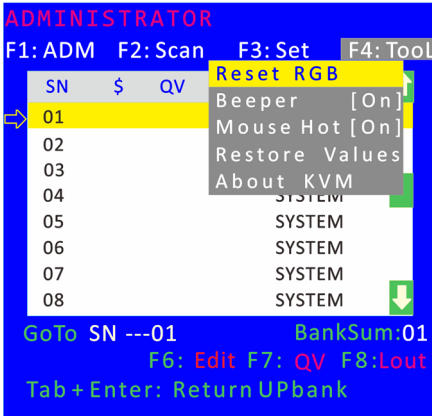 ADMINISTRATOR
F1: ADM F2: Scan F3: Set F4: TooL
SN $ QV
Reset RGB
Beeper [On]
Mouse Hot [On]
Restore Values
About KVM
01
02
03
04 SYSTEM
05 SYSTEM
06 SYSTEM
07 SYSTEM
08 SYSTEM
GoTo SN ---01 BankSum:01
F6: Edit F7: QV F8:Lout
Tab+Enter: Return UPbank